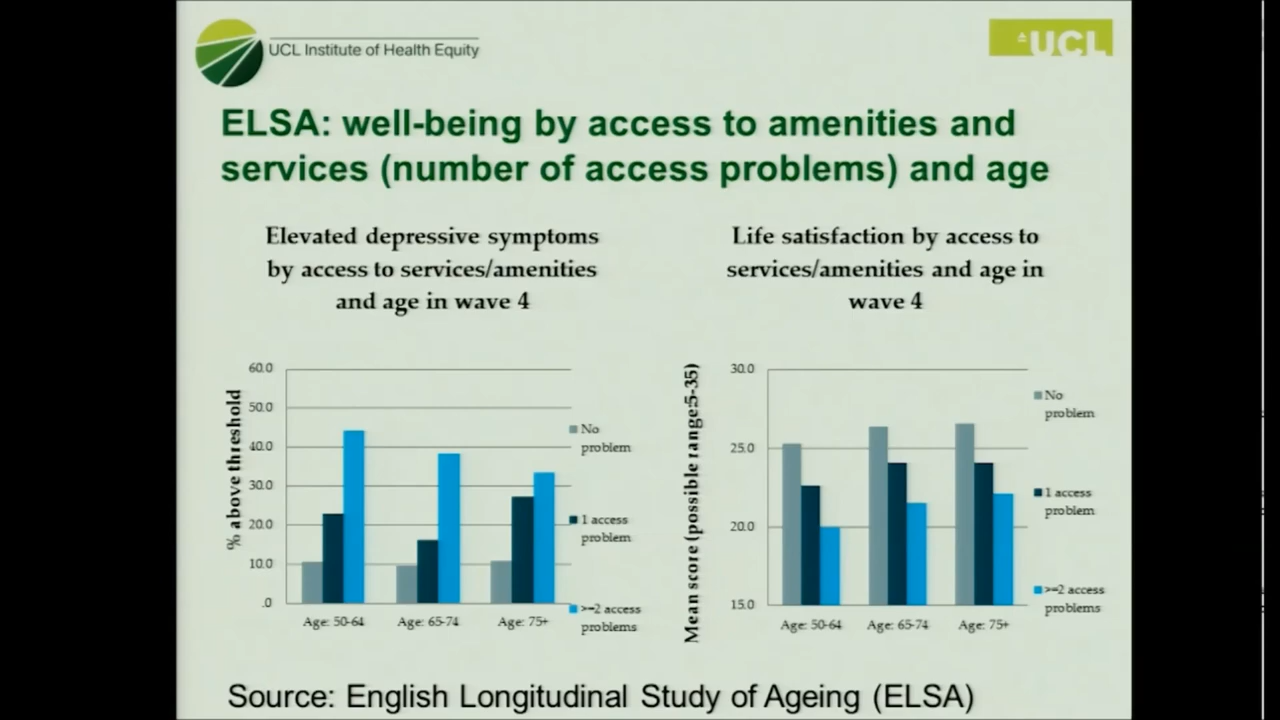 UCL Institute of Health Equity
UCL
ELSA: well-being by access to amenities and
services (number of access problems) and age
Elevated depressive symptoms
by access to services/amenities
and age in wave 4
% above threshold
60.0
50.0
40.0
30.0
20.0
10.0
.0
Age: 50-64
Age: 65-74
Age: 75+
No
problem
1 access
problem
>=2 access
problems
Life satisfaction by access to
services/amenities and age in
wave 4
Mean score (possible range:5-35)
30.0
25.0
20.0
15.0
Age: 50-64
Age: 65-74
Age: 75+
No
problem
1 access
problem
>=2 access
problems
Source: English Longitudinal Study of Ageing (ELSA)